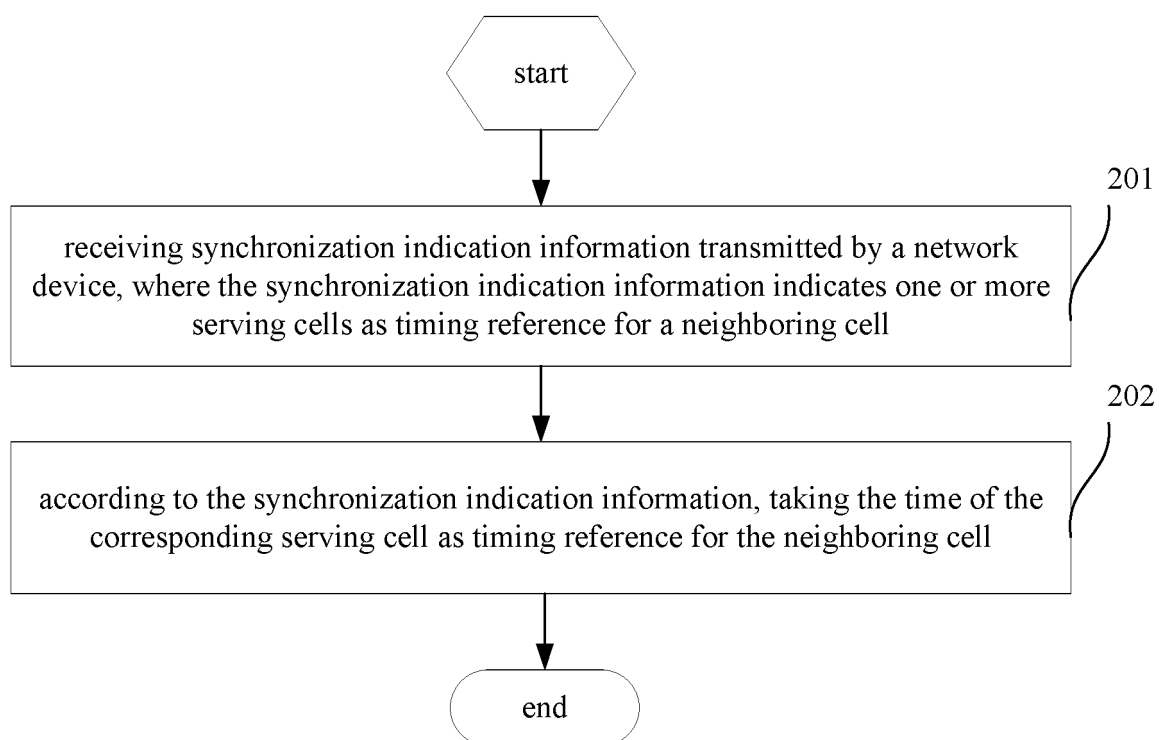 start
201
receiving synchronization indication information transmitted by a network
device, where the synchronization indication information indicates one or more
serving cells as timing reference for a neighboring cell
202
according to the synchronization indication information, taking the time of the
corresponding serving cell as timing reference for the neighboring cell
end